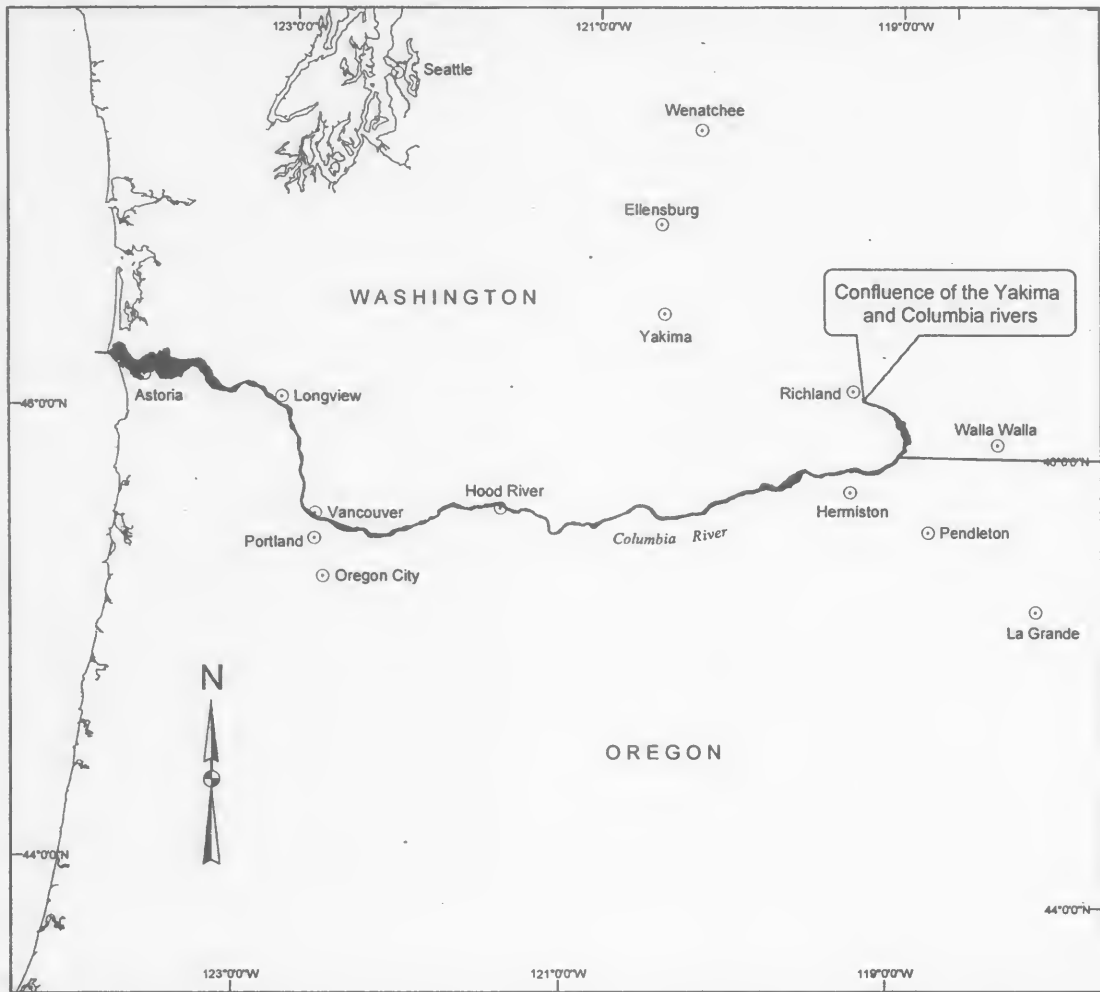 123°0'0"W
121°0'0"W
119°0'0"W
Seattle
Wenatchee
Ellensburg
WASHINGTON
Confluence of the Yakima
and Columbia rivers
Yakima
Astoria
Longview
Richland
46°0'0"N
Walla Walla
46°0'0"N
Hood River
Vancouver
Hermiston
Portland
Columbia River
Pendleton
Oregon City
La Grande
N
OREGON
44°0'0"N
44°0'0"N
123°0'0"W
121°0'0"W
119°0'0"W